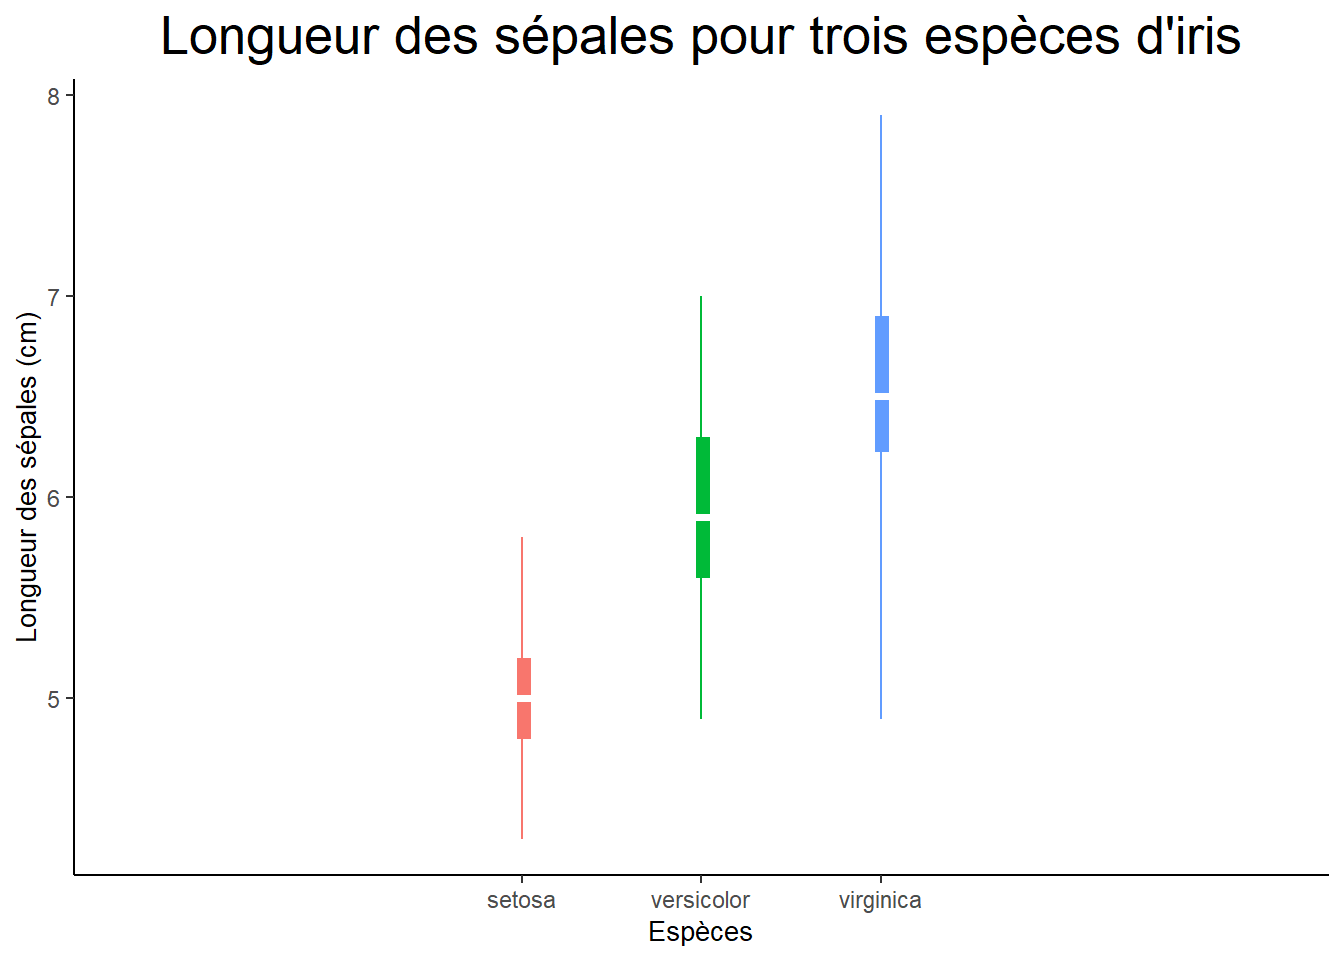 Longueur des sépales pour trois espèces d'iris
Longueur des sépales (cm)
8
7
6
5
setosa versicolor virginica
Espèces